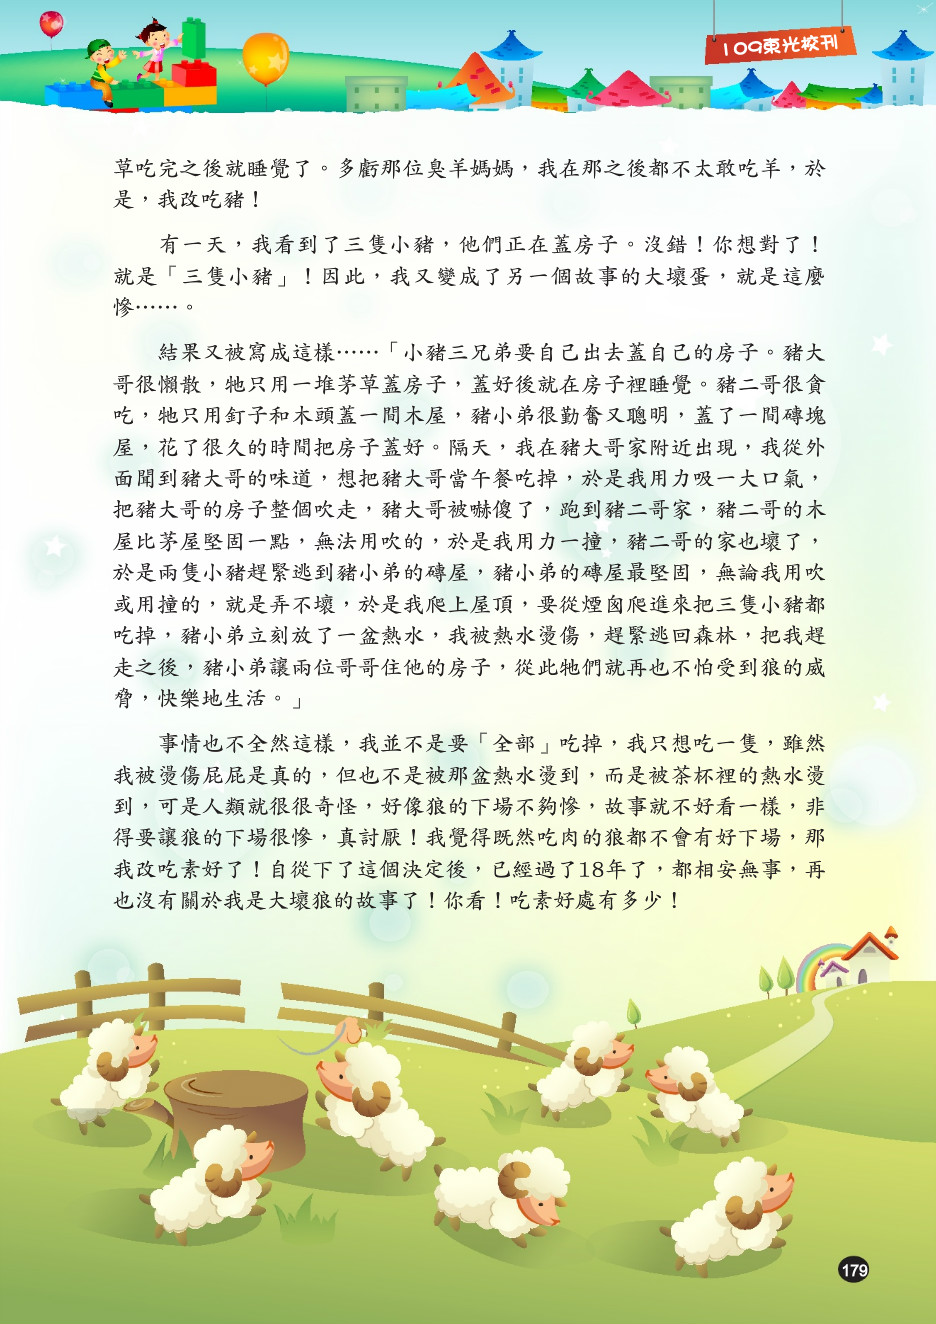 109東光校刊
草吃完之後就睡覺了。多虧那位臭羊媽媽，我在那之後都不太敢吃羊，於
是，我改吃豬！
有一天，我看到了三隻小豬，他們正在蓋房子。沒錯！你想對了！
就是「三隻小豬」！因此，我又變成了另一個故事的大壞蛋，就是這麼
慘……。
結果又被寫成這樣……「小豬三兄弟要自己出去蓋自己的房子。豬大
哥很懶散，牠只用一堆茅草蓋房子，蓋好後就在房子裡睡覺。豬二哥很貪
吃，牠只用釘子和木頭蓋一間木屋，豬小弟很勤奮又聰明，蓋了一間磚塊
屋，花了很久的時間把房子蓋好。隔天，我在豬大哥家附近出現，我從外
面聞到豬大哥的味道，想把豬大哥當午餐吃掉，於是我用力吸一大口氣，
把豬大哥的房子整個吹走，豬大哥被嚇傻了，跑到豬二哥家，豬二哥的木
屋比茅屋堅固一點，無法用吹的，於是我用力一撞，豬二哥的家也壞了，
於是兩隻小豬趕緊逃到豬小弟的磚屋，豬小弟的磚屋最堅固，無論我用吹
或用撞的，就是弄不壞，於是我爬上屋頂，要從煙囪爬進來把三隻小豬都
吃掉，豬小弟立刻放了一盆熱水，我被熱水燙傷，趕緊逃回森林，把我趕
走之後，豬小弟讓兩位哥哥住他的房子，從此牠們就再也不怕受到狼的威
脅，快樂地生活。」
事情也不全然這樣，我並不是要「全部」吃掉，我只想吃一隻，雖然
我被燙傷屁屁是真的，但也不是被那盆熱水燙到，而是被茶杯裡的熱水燙
到，可是人類就很很奇怪，好像狼的下場不夠慘，故事就不好看一樣，非
得要讓狼的下場很慘，真討厭！我覺得既然吃肉的狼都不會有好下場，那
我改吃素好了！自從下了這個決定後，已經過了18年了，都相安無事，再
也沒有關於我是大壞狼的故事了！你看！吃素好處有多少！
179